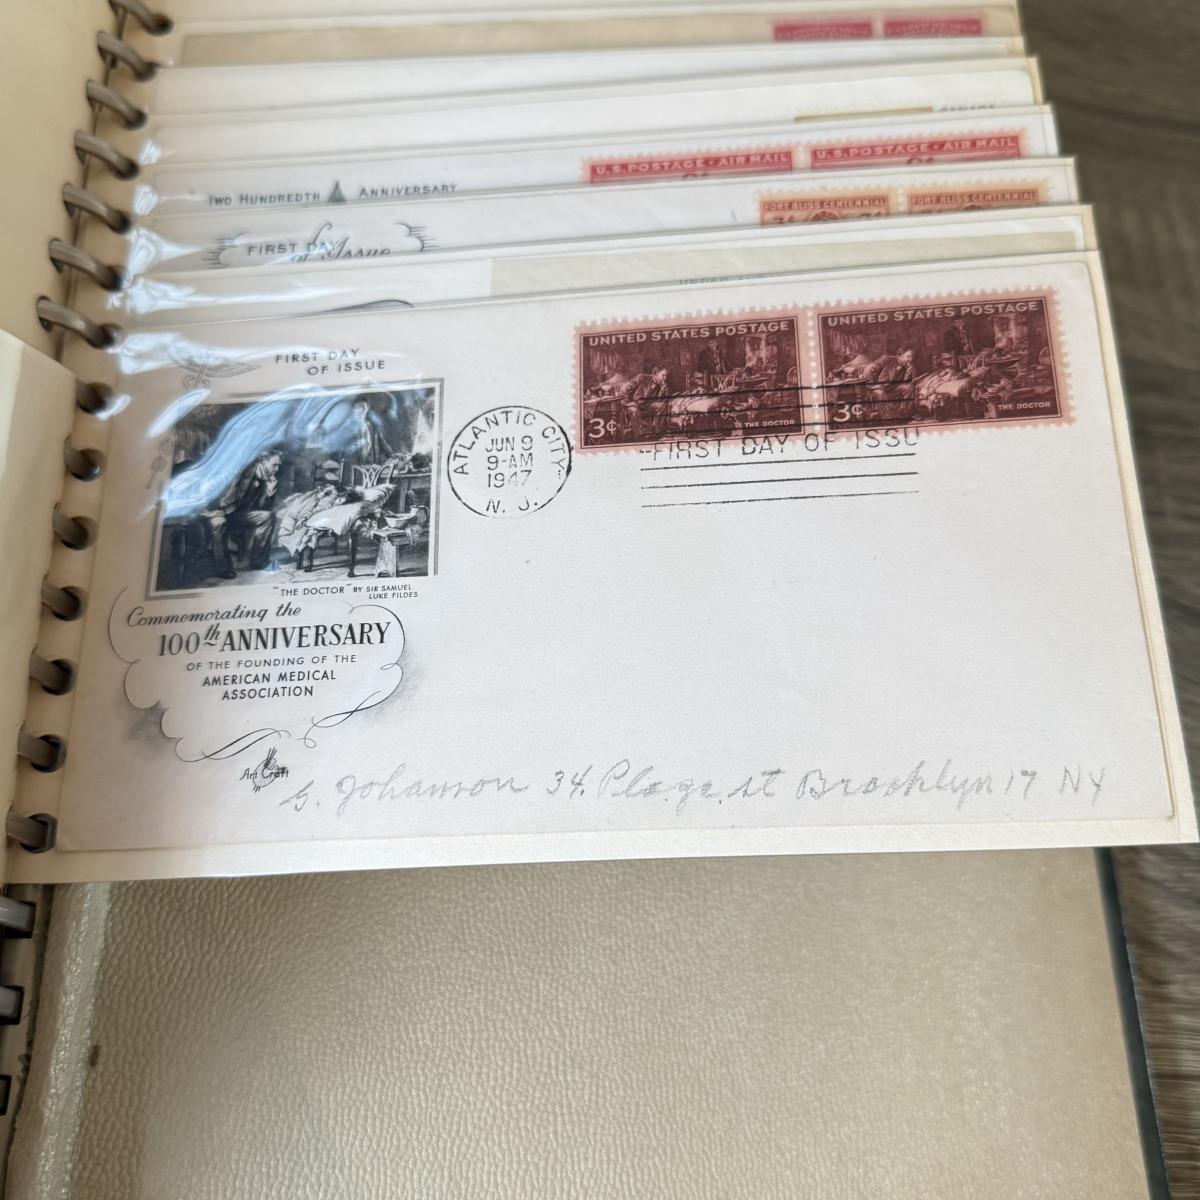 TWO HUNDREDTH ANNIVERSARY
U.S. POSTAGE · AIR MAIL
U.S. POSTAGE · AIR MAIL
FIRST DAY
of Issue
FORT BLISS CENTENNIAL
FORT BLISS CENTENNIAL
FIRST DAY
OF ISSUE
"THE DOCTOR" BY SIR SAMUEL
LUKE FILDES
Commemorating the
100th ANNIVERSARY
OF THE FOUNDING OF THE
AMERICAN MEDICAL
ASSOCIATION
Art Craft
ATLANTIC CITY
JUN 9
9-AM
1947
N. J.
UNITED STATES POSTAGE
3¢
THE DOCTOR
UNITED STATES POSTAGE
3¢
THE DOCTOR
FIRST DAY OF ISSU
G. Johanson 34. Plaza st Brooklyn 17 NY